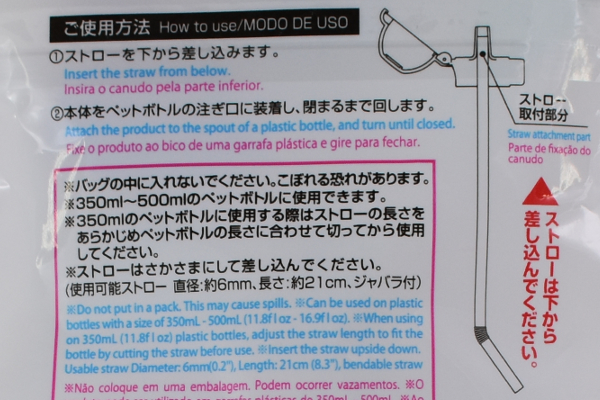 ご使用方法 How to use/MODO DE USO
①ストローを下から差し込みます。
Insert the straw from below.
Insira o canudo pela parte inferior.
②本体をペットボトルの注ぎ口に装着し、閉まるまで回します。
Attach the product to the spout of a plastic bottle, and turn until closed.
Fixe o produto ao bico de uma garrafa plástica e gire para fechar.
※バッグの中に入れないでください。こぼれる恐れがあります。
※350ml～500mlのペットボトルに使用できます。
※350mlのペットボトルに使用する際はストローの長さを
あらかじめペットボトルの長さに合わせて切ってから使用
してください。
※ストローはさかさまにして差し込んでください。
(使用可能ストロー 直径:約6mm、長さ:約21cm、ジャバラ付)
※Do not put in a pack. This may cause spills. ※Can be used on plastic
bottles with a size of 350mL - 500mL (11.8fl oz - 16.9fl oz). ※When using
on 350mL (11.8fl oz) plastic bottles, adjust the straw length to fit the
bottle by cutting the straw before use. ※Insert the straw upside down.
Usable straw Diameter: 6mm(0.2"), Length: 21cm (8.3"), bendable straw
※Não coloque em uma embalagem. Podem ocorrer vazamentos. ※O
ストロー
取付部分
Straw attachment part
Parte de fixação do
canudo
▲ストローは下から
差し込んでください。